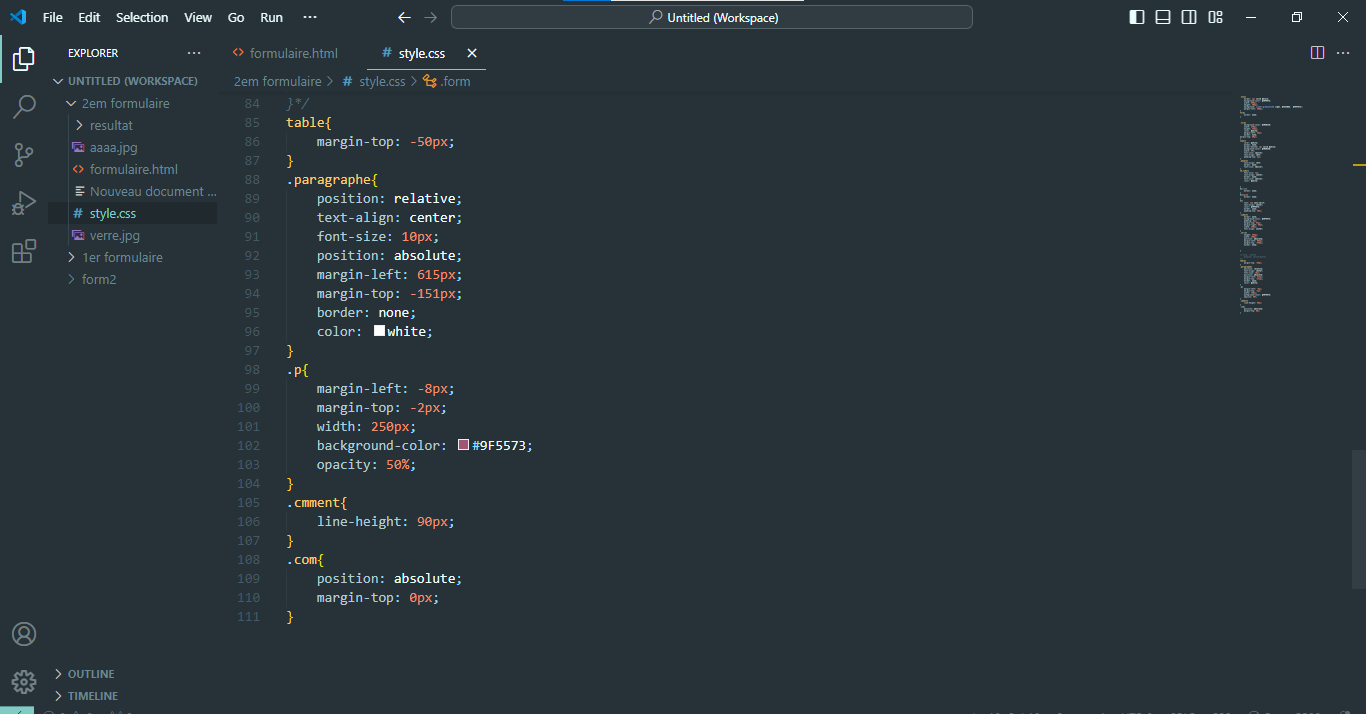 File Edit Selection View Go Run ··· Untitled (Workspace)
EXPLORER ···
formulaire.html
# style.css
UNTITLED (WORKSPACE)
2em formulaire > # style.css > .form
2em formulaire
resultat
aaaa.jpg
formulaire.html
Nouveau document ...
# style.css
verre.jpg
1er formulaire
form2
84 }*/
85 table{
86 margin-top: -50px;
87 }
88 .paragraphe{
89 position: relative;
90 text-align: center;
91 font-size: 10px;
92 position: absolute;
93 margin-left: 615px;
94 margin-top: -151px;
95 border: none;
96 color: white;
97 }
98 .p{
99 margin-left: -8px;
100 margin-top: -2px;
101 width: 250px;
102 background-color: #9F5573;
103 opacity: 50%;
104 }
105 .cmment{
106 line-height: 90px;
107 }
108 .com{
109 position: absolute;
110 margin-top: 0px;
111 }
OUTLINE
TIMELINE